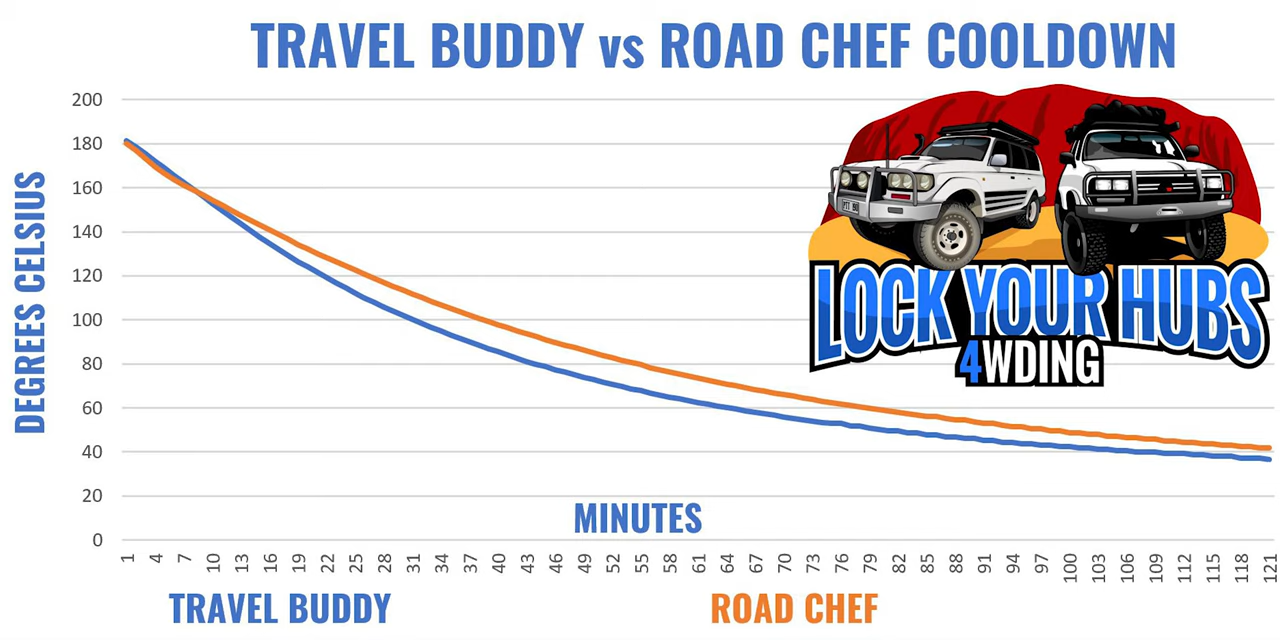 TRAVEL BUDDY vs ROAD CHEF COOLDOWN
200
180
160
140
120
100
80
60
40
20
0
DEGREES CELSIUS
LOCK YOUR HUBS
4WDING
MINUTES
1 4 7 10 13 16 19 22 25 28 31 34 37 40 43 46 49 52 55 58 61 64 67 70 73 76 79 82 85 88 91 94 97 100 103 106 109 112 115 118 121
TRAVEL BUDDY ROAD CHEF